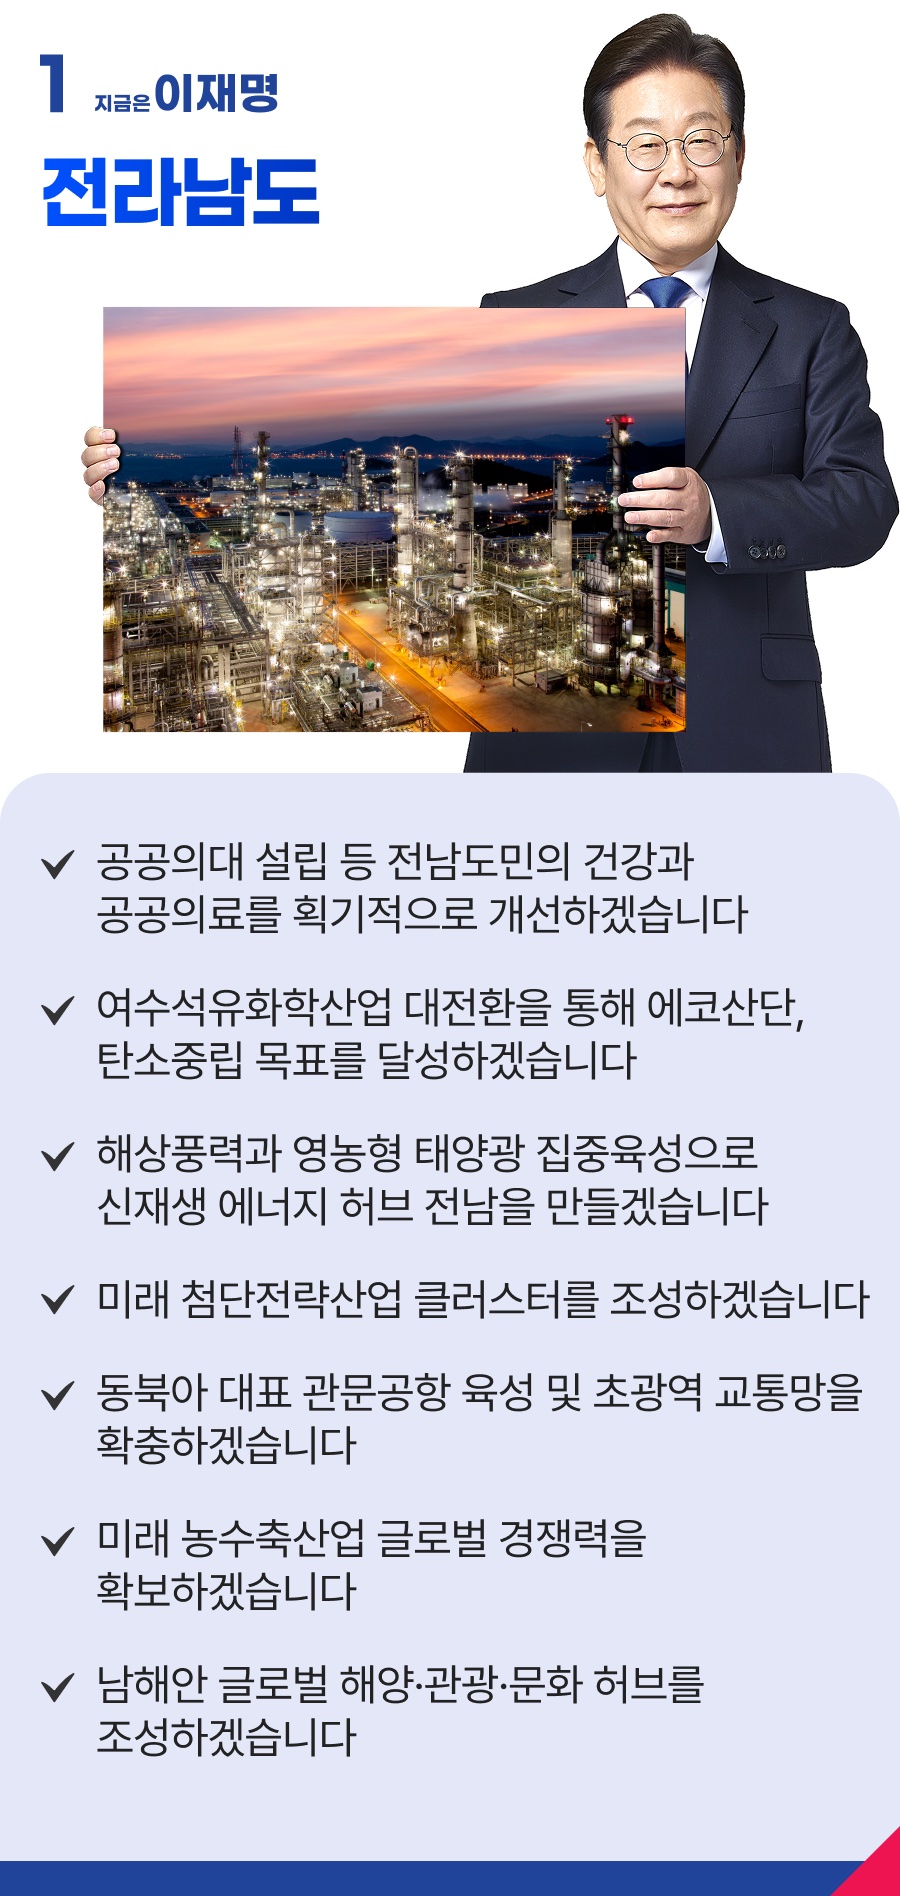 1 지금은 이재명
전라남도
공공의대 설립 등 전남도민의 건강과
공공의료를 획기적으로 개선하겠습니다
여수석유화학산업 대전환을 통해 에코산단,
탄소중립 목표를 달성하겠습니다
해상풍력과 영농형 태양광 집중육성으로
신재생 에너지 허브 전남을 만들겠습니다
미래 첨단전략산업 클러스터를 조성하겠습니다
동북아 대표 관문공항 육성 및 초광역 교통망을
확충하겠습니다
미래 농수축산업 글로벌 경쟁력을
확보하겠습니다
남해안 글로벌 해양·관광·문화 허브를
조성하겠습니다